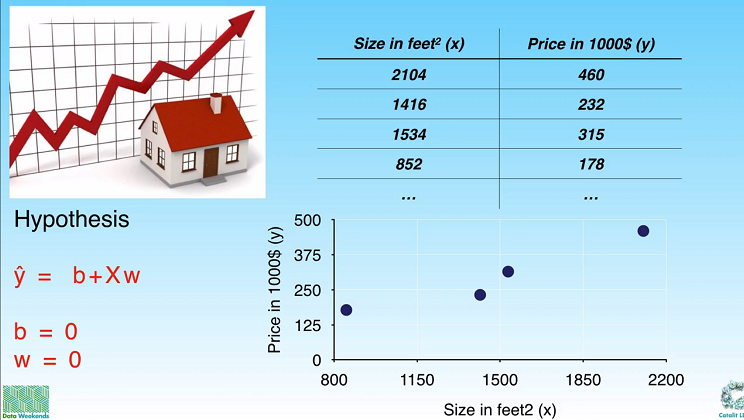 Size in feet² (x) Price in 1000$ (y)
2104 460
1416 232
1534 315
852 178
... ...
Hypothesis
ŷ = b+Xw
b = 0
w = 0
Price in 1000$ (y)
500
375
250
125
0
800 1150 1500 1850 2200
Size in feet2 (x)
Data Weekends
Catalit L